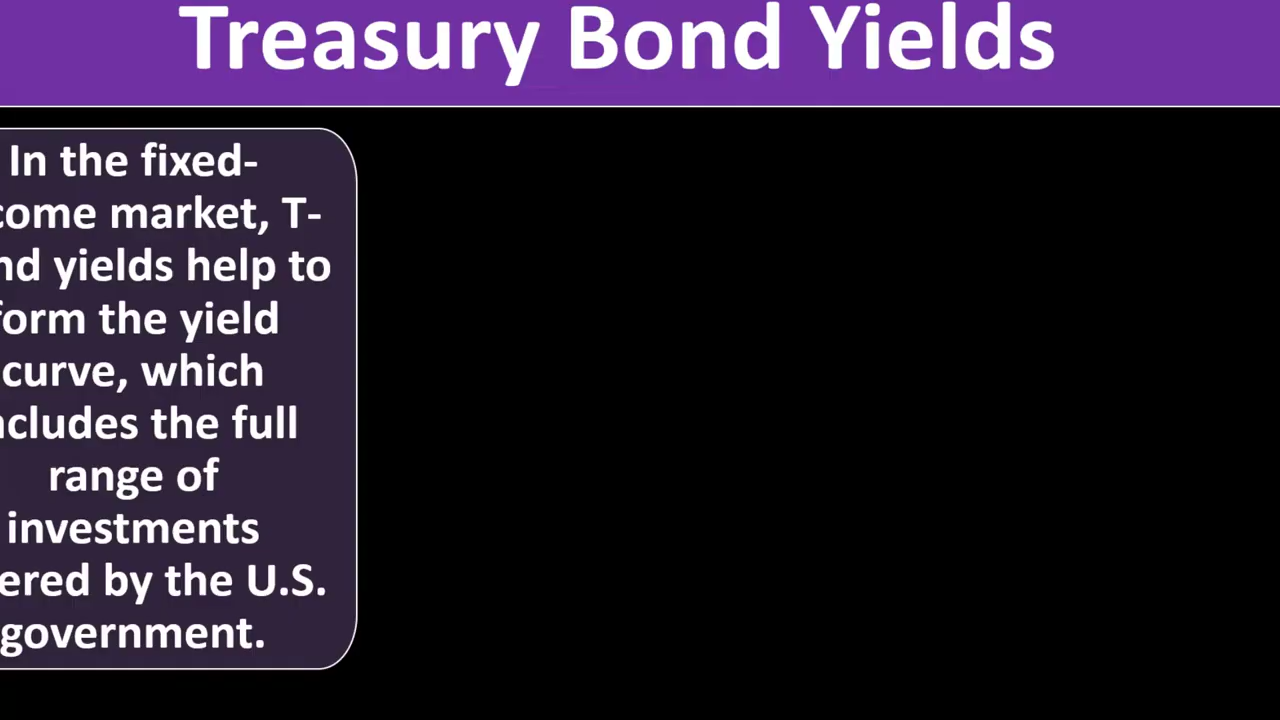 Treasury Bond Yields
In the fixed-
come market, T-
nd yields help to
form the yield
curve, which
ncludes the full
range of
investments
ered by the U.S.
government.